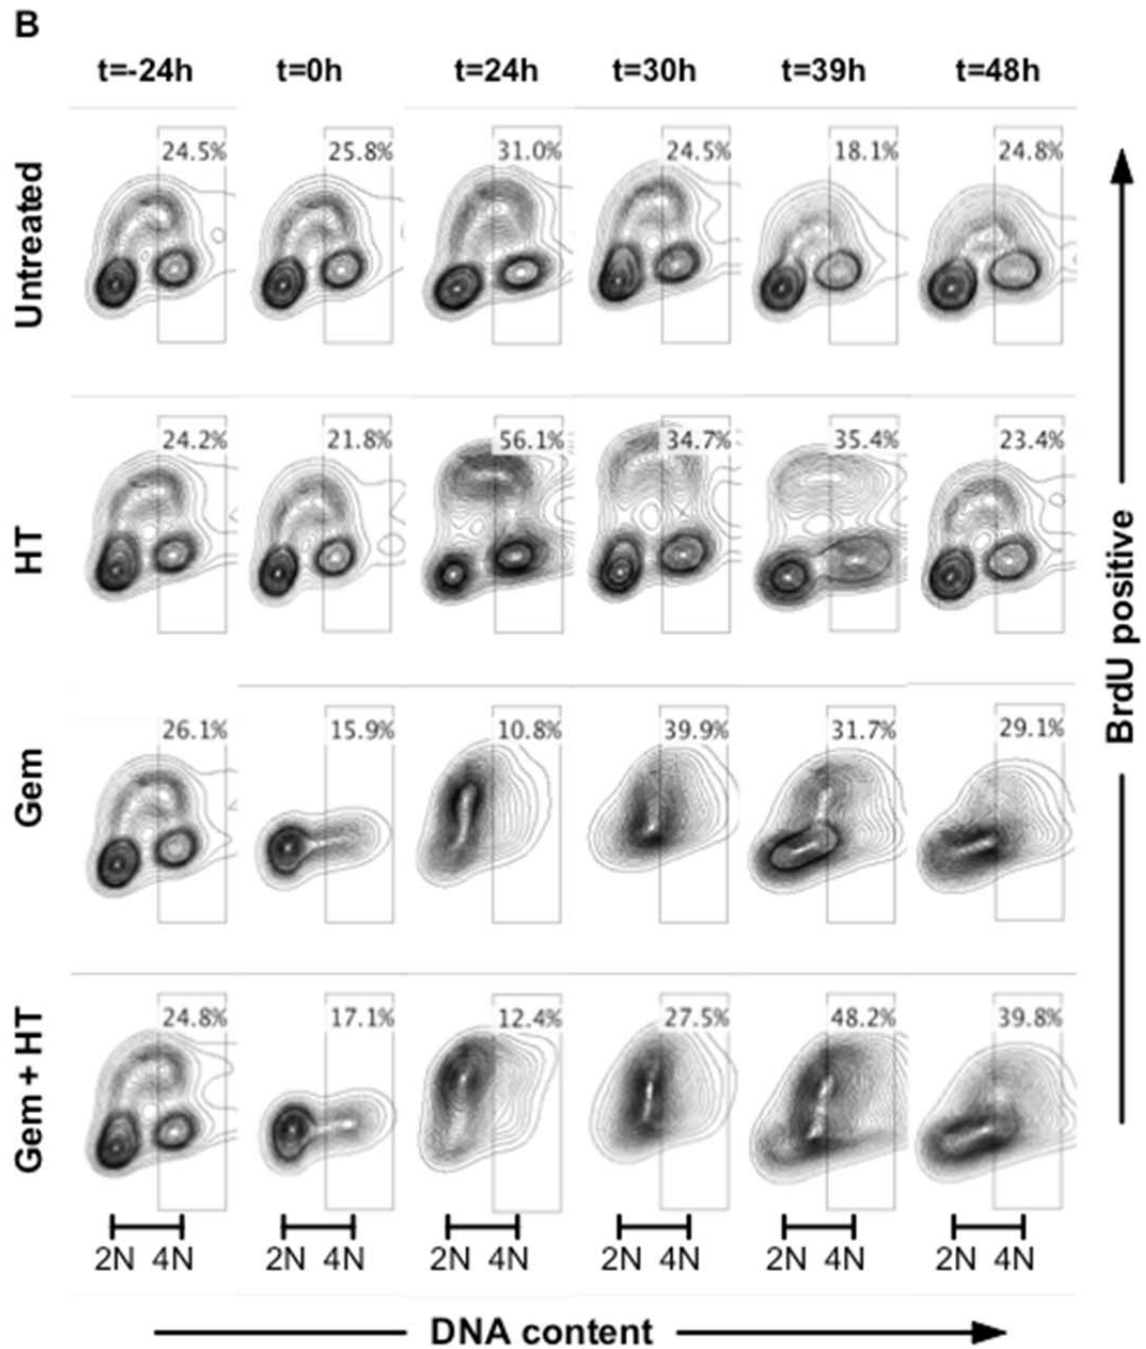 B
t=-24h t=0h t=24h t=30h t=39h t=48h
Untreated
24.5% 25.8% 31.0% 24.5% 18.1% 24.8%
HT
24.2% 21.8% 56.1% 34.7% 35.4% 23.4%
Gem
26.1% 15.9% 10.8% 39.9% 31.7% 29.1%
Gem + HT
24.8% 17.1% 12.4% 27.5% 48.2% 39.8%
2N 4N 2N 4N 2N 4N 2N 4N 2N 4N 2N 4N
DNA content
BrdU positive